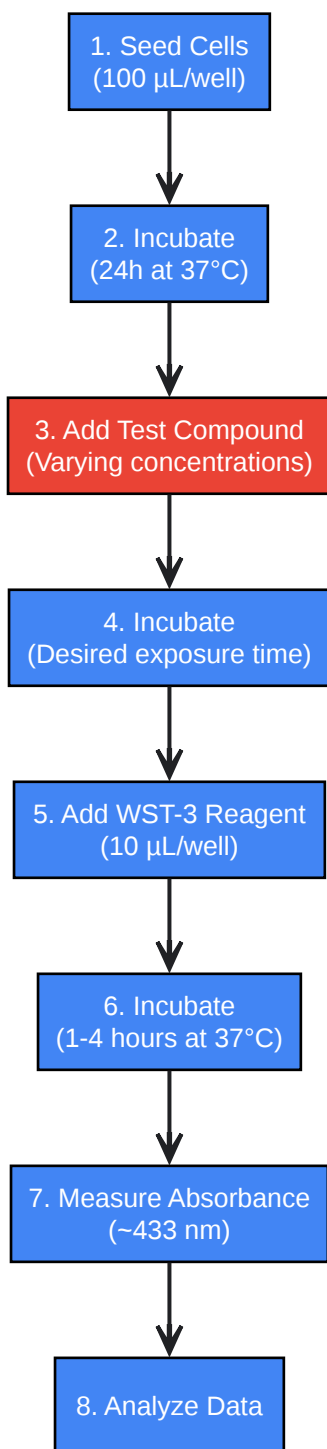 1. Seed Cells
(100 µL/well)
2. Incubate
(24h at 37°C)
3. Add Test Compound
(Varying concentrations)
4. Incubate
(Desired exposure time)
5. Add WST-3 Reagent
(10 µL/well)
6. Incubate
(1-4 hours at 37°C)
7. Measure Absorbance
(~433 nm)
8. Analyze Data